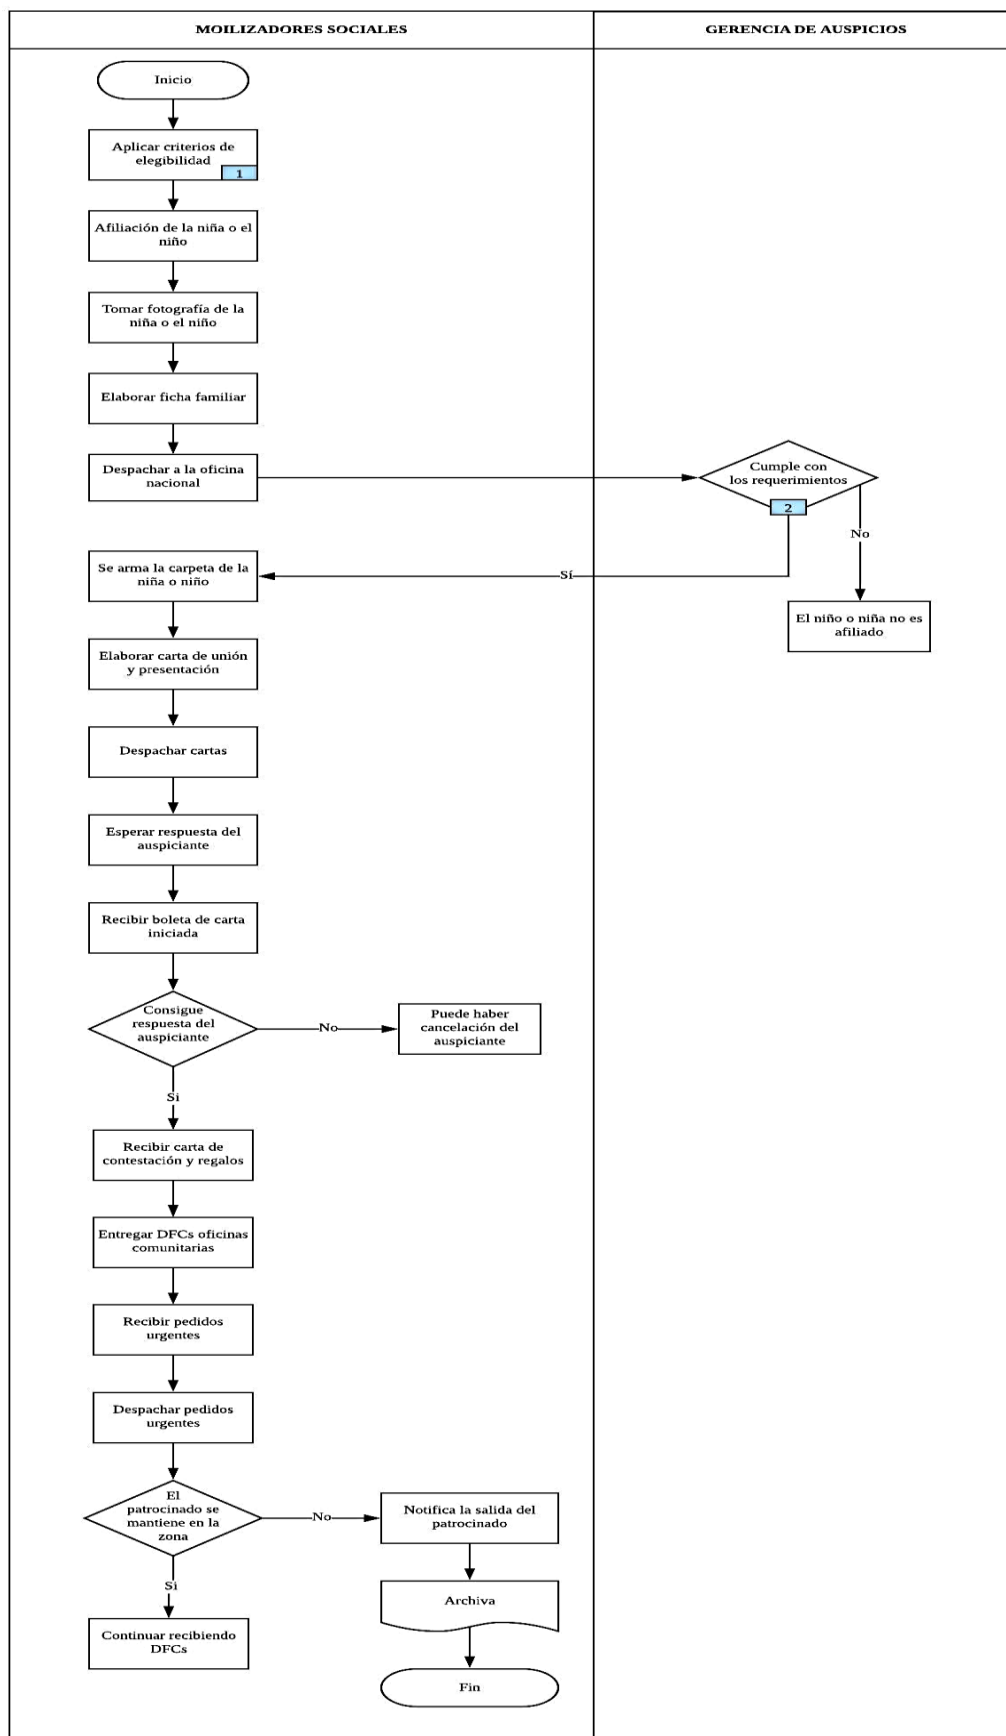 MOILIZADORES SOCIALES
GERENCIA DE AUSPICIOS
Inicio
Aplicar criterios de
elegibilidad
1
Afiliación de la niña o el
niño
Tomar fotografía de la
niña o el niño
Elaborar ficha familiar
Despachar a la oficina
nacional
Cumple con
los requerimientos
2
No
El niño o niña no es
afiliado
Sí
Se arma la carpeta de la
niña o niño
Elaborar carta de unión
y presentación
Despachar cartas
Esperar respuesta del
auspiciante
Recibir boleta de carta
iniciada
Consigue
respuesta del
auspiciante
No
Puede haber
cancelación del
auspiciante
Si
Recibir carta de
contestación y regalos
Entregar DFCs oficinas
comunitarias
Recibir pedidos
urgentes
Despachar pedidos
urgentes
El
patrocinado se
mantiene en la
zona
No
Notifica la salida del
patrocinado
Archiva
Fin
Sí
Continuar recibiendo
DFCs